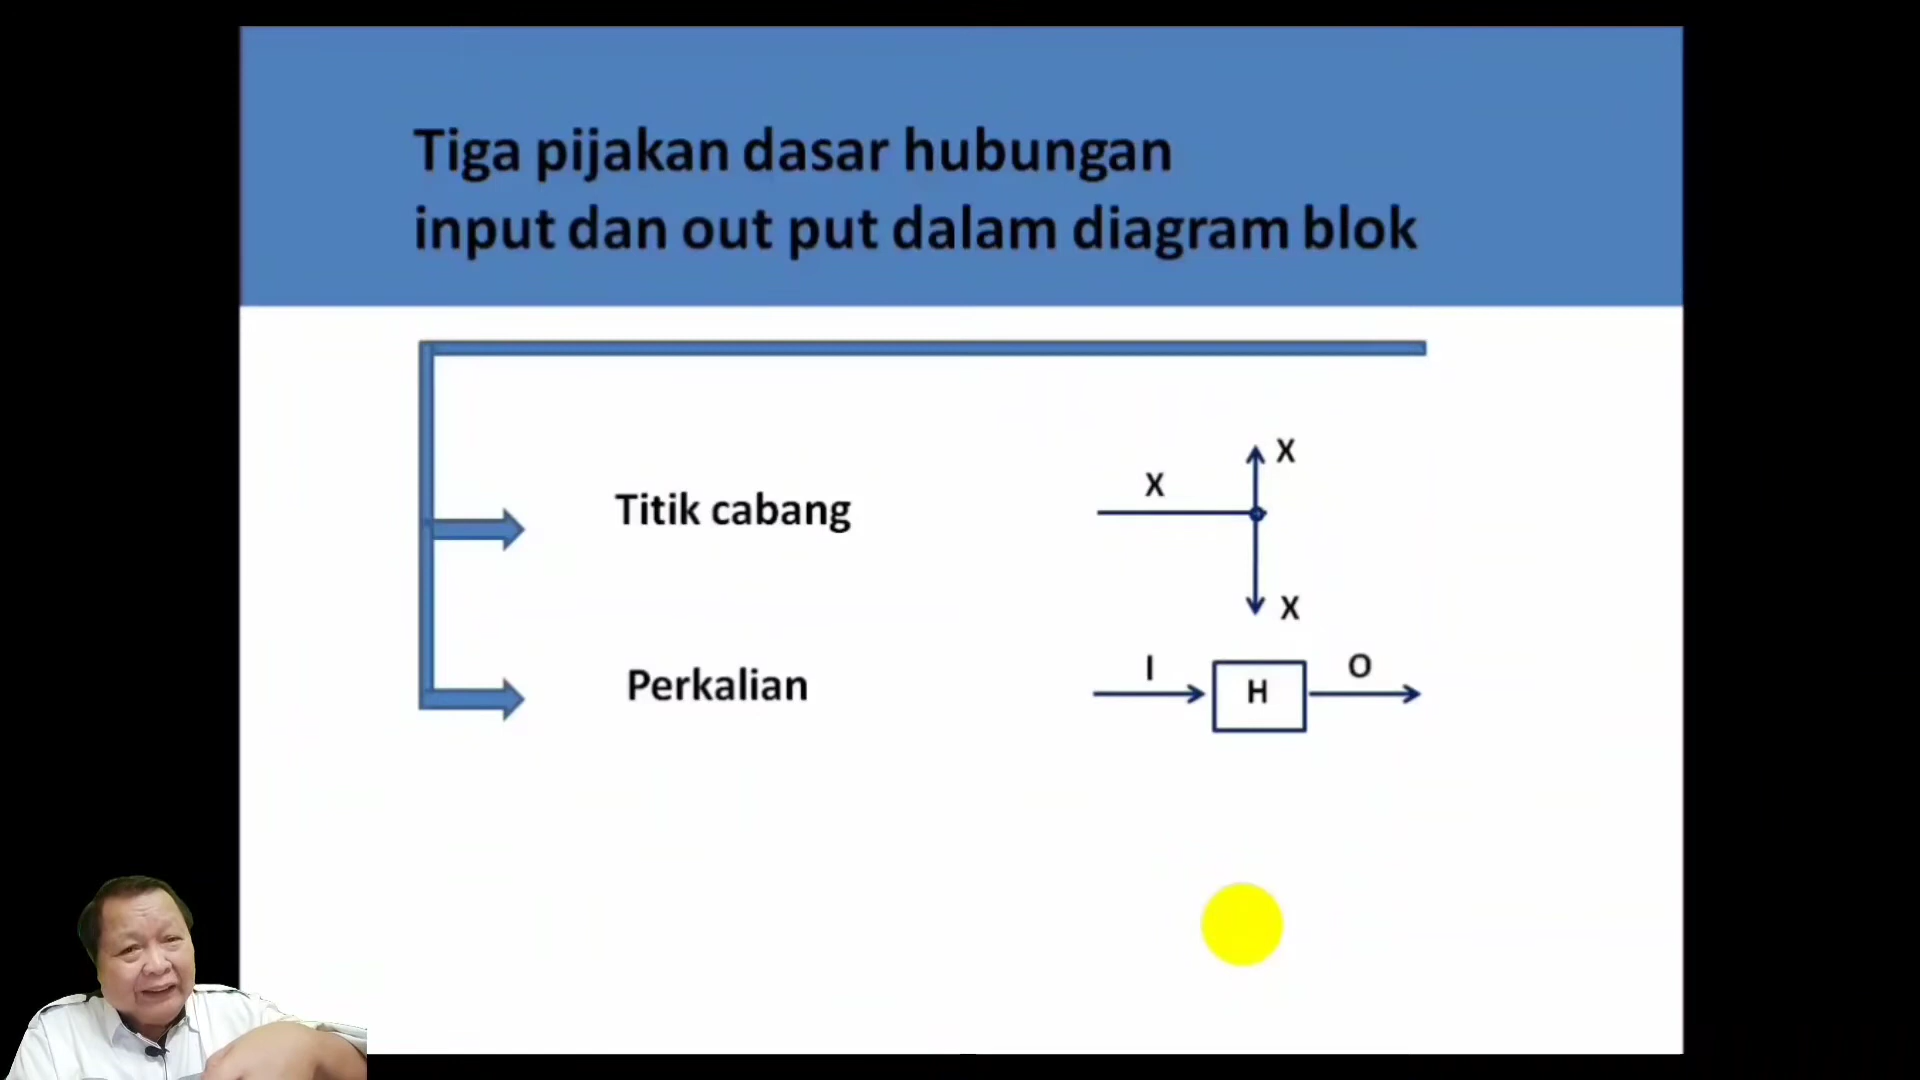 Tiga pijakan dasar hubungan
input dan out put dalam diagram blok
Titik cabang
X
X
X
Perkalian
I
H
O